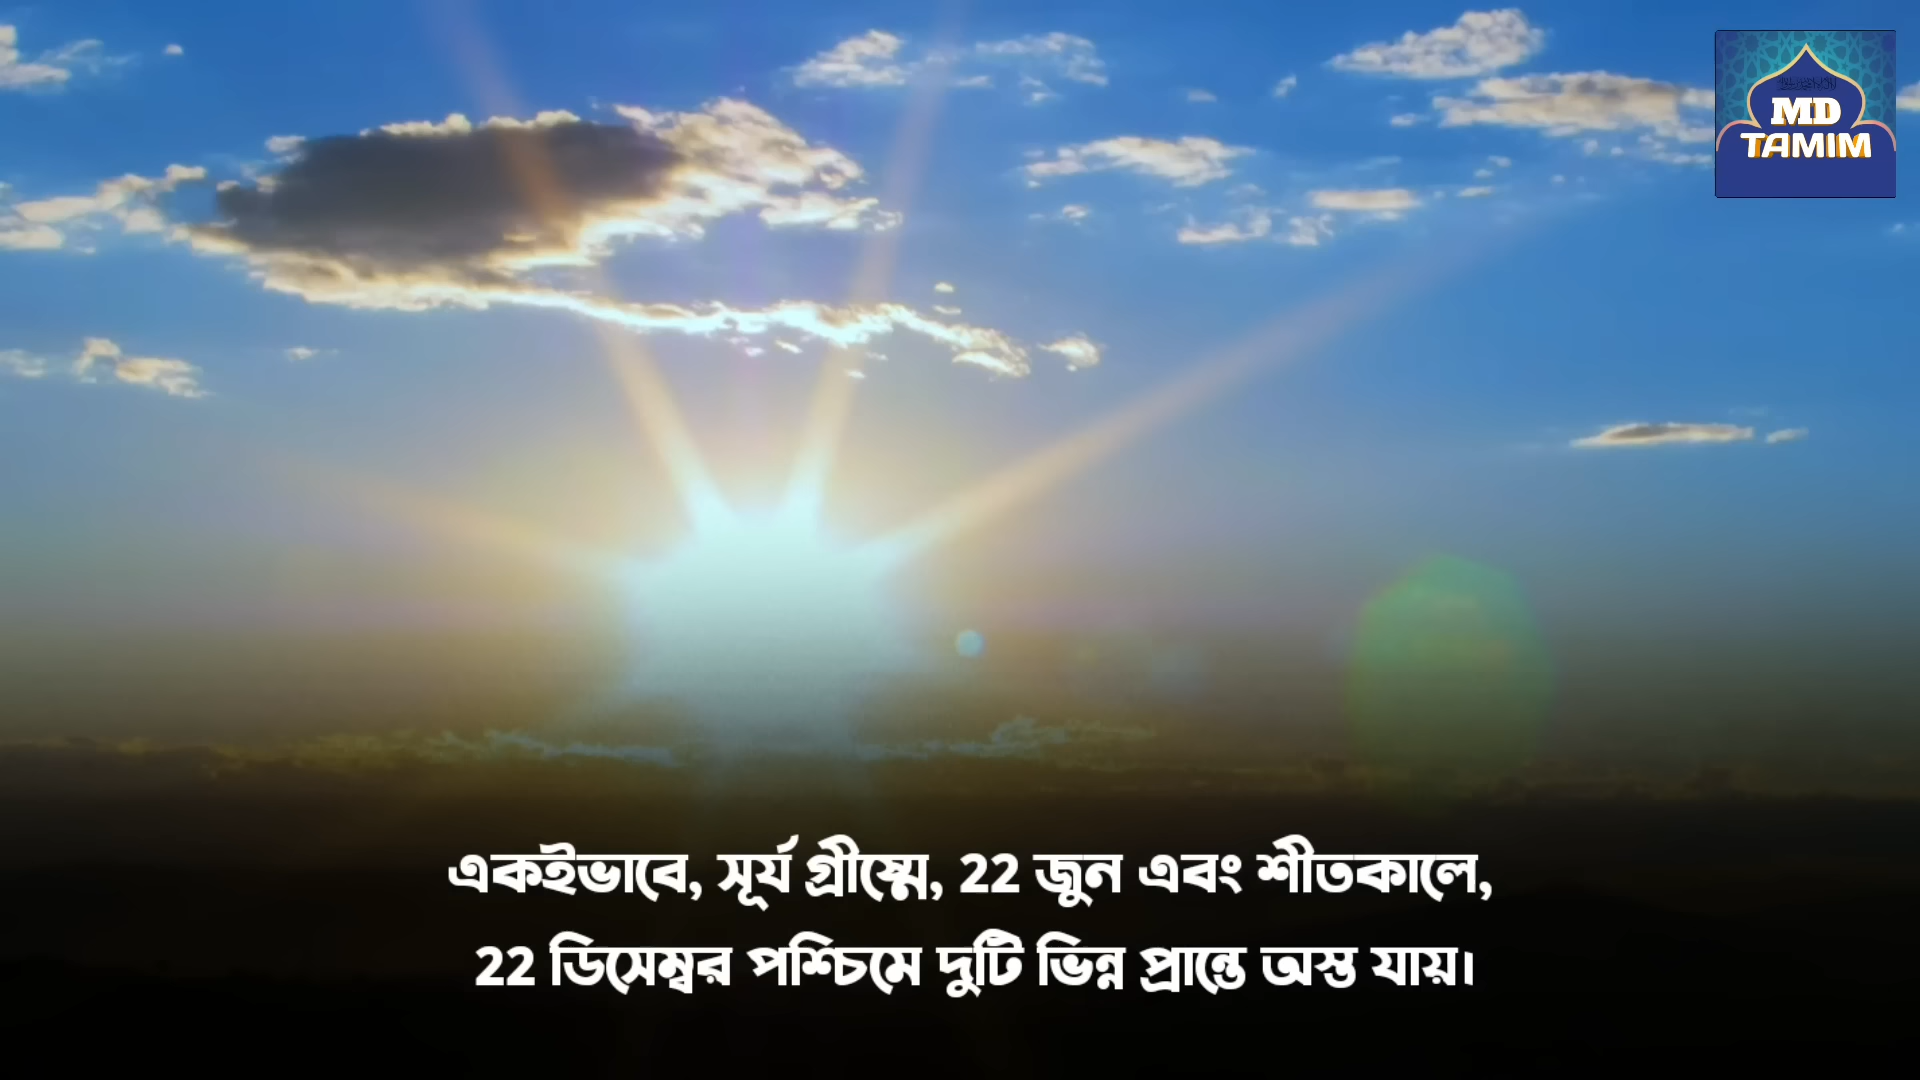 MD
TAMIM
একইভাবে, সূর্য গ্রীষ্মে, 22 জুন এবং শীতকালে,
22 ডিসেম্বর পশ্চিমে দুটি ভিন্ন প্রান্তে অস্ত যায়।